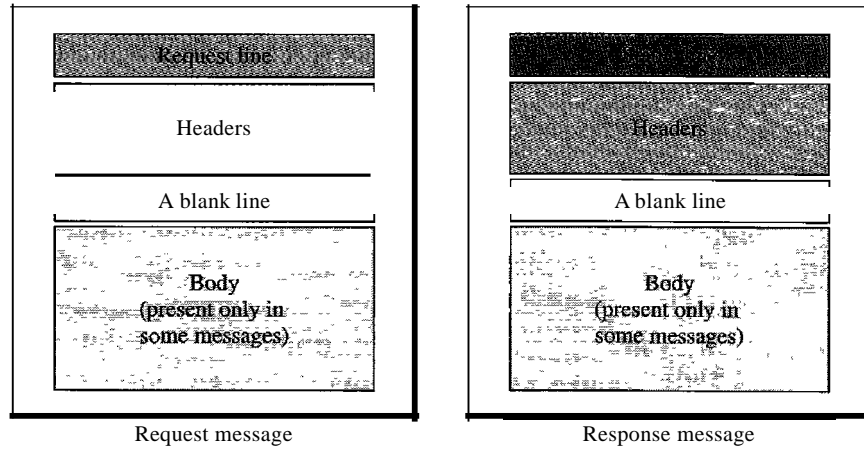 Request line
Headers
A blank line
Body
(present only in
some messages)
Request message
Headers
A blank line
Body
(present only in
some messages)
Response message